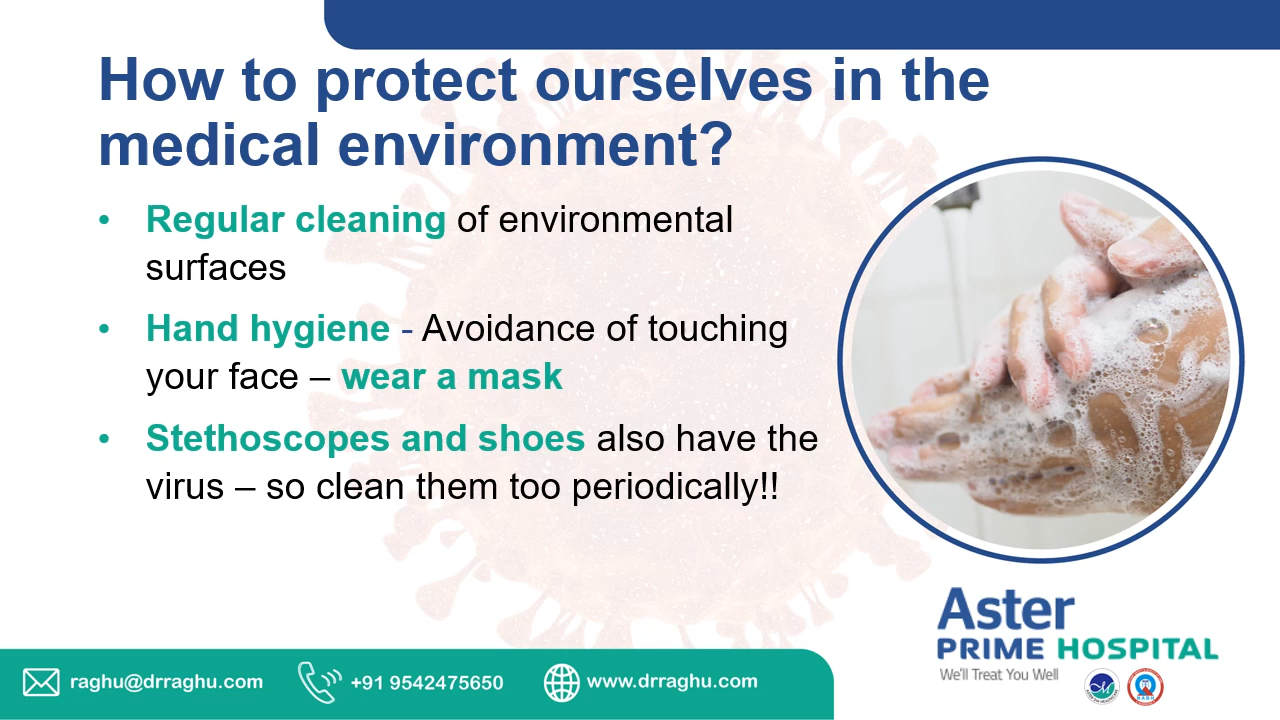 How to protect ourselves in the
medical environment?
• Regular cleaning of environmental
surfaces
• Hand hygiene - Avoidance of touching
your face – wear a mask
• Stethoscopes and shoes also have the
virus – so clean them too periodically!!
Aster
PRIME HOSPITAL
We'll Treat You Well
raghu@drraghu.com
+91 9542475650
www.drraghu.com